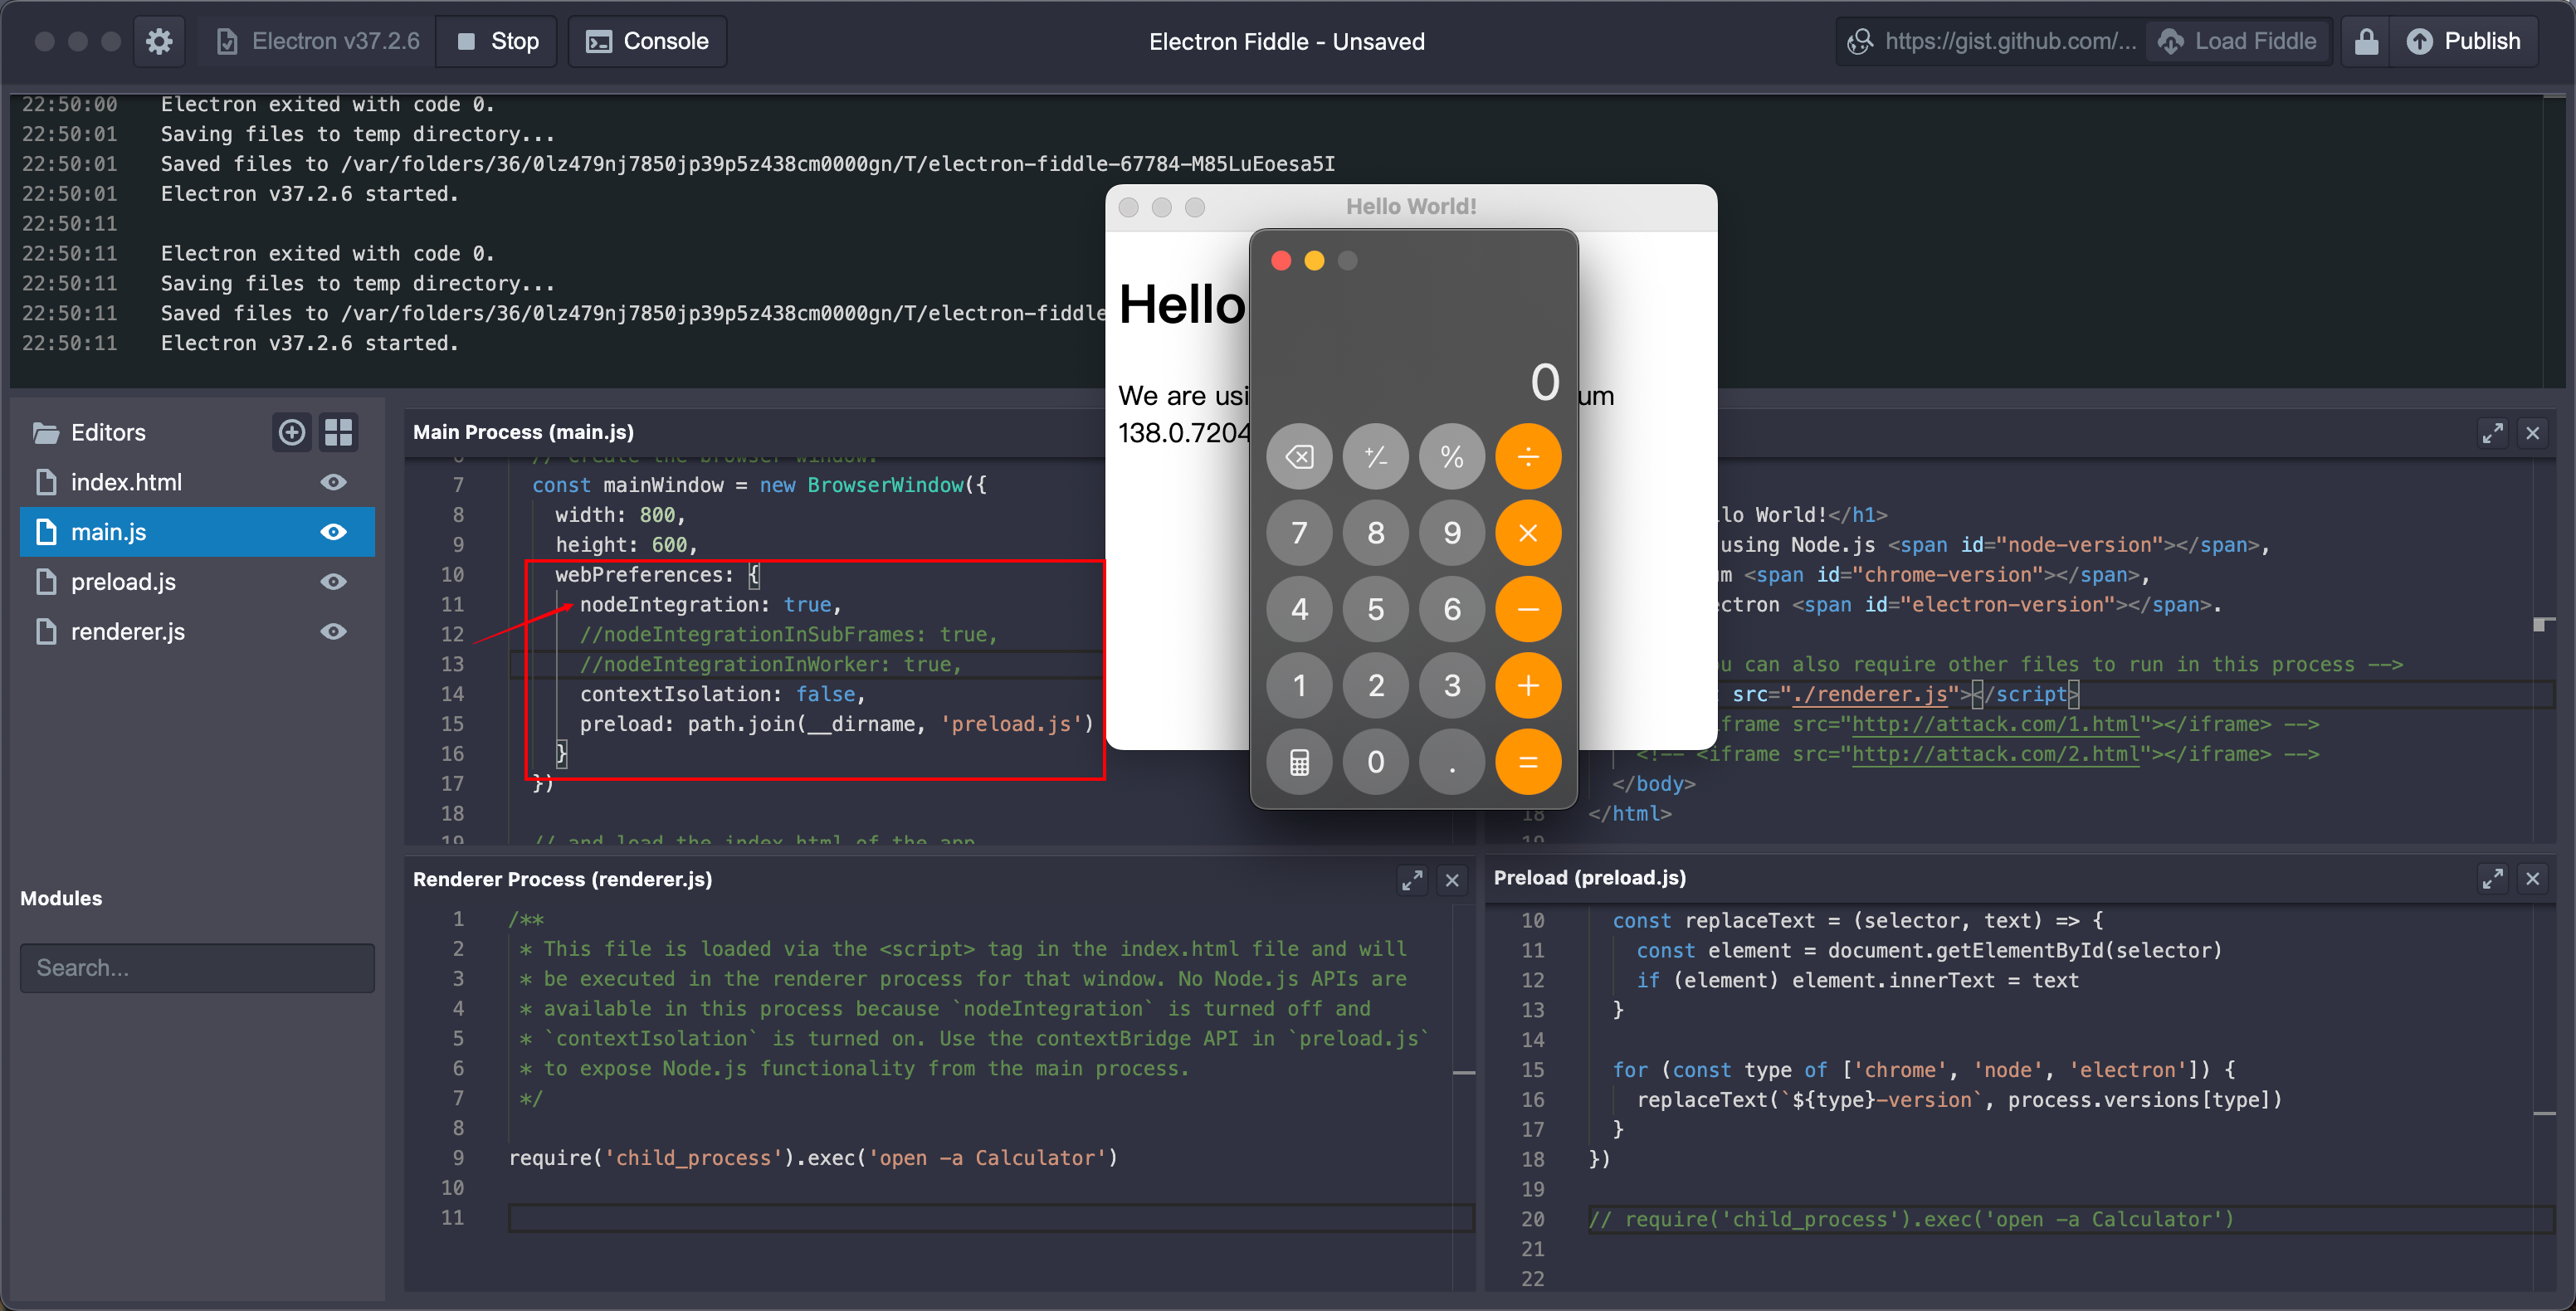 Electron v37.2.6
Stop
Console
Electron Fiddle - Unsaved
https://gist.github.com/...
Load Fiddle
Publish
22:50:00 Electron exited with code 0.
22:50:01 Saving files to temp directory...
22:50:01 Saved files to /var/folders/36/0lz479nj7850jp39p5z438cm0000gn/T/electron-fiddle-67784-M85LuEoesa5I
22:50:01 Electron v37.2.6 started.
22:50:11
22:50:11 Electron exited with code 0.
22:50:11 Saving files to temp directory...
22:50:11 Saved files to /var/folders/36/0lz479nj7850jp39p5z438cm0000gn/T/electron-fiddle
22:50:11 Electron v37.2.6 started.
Hello World!
Hello
We are usi
um
138.0.7204
0
+/- % ÷
7 8 9 ×
4 5 6 −
1 2 3 +
0 . =
Editors
index.html
main.js
preload.js
renderer.js
Modules
Search...
Main Process (main.js)
6 // Create the browser window.
7 const mainWindow = new BrowserWindow({
8 width: 800,
9 height: 600,
10 webPreferences: {
11 nodeIntegration: true,
12 //nodeIntegrationInSubFrames: true,
13 //nodeIntegrationInWorker: true,
14 contextIsolation: false,
15 preload: path.join(__dirname, 'preload.js')
16 }
17 })
18
19 // and load the index.html of the app
lo World!</h1>
using Node.js <span id="node-version"></span>,
m <span id="chrome-version"></span>,
ctron <span id="electron-version"></span>.
u can also require other files to run in this process -->
src="./renderer.js"></script>
frame src="http://attack.com/1.html"></iframe> -->
<!-- <iframe src="http://attack.com/2.html"></iframe> -->
</body>
18 </html>
19
Renderer Process (renderer.js)
1 /**
2 * This file is loaded via the <script> tag in the index.html file and will
3 * be executed in the renderer process for that window. No Node.js APIs are
4 * available in this process because `nodeIntegration` is turned off and
5 * `contextIsolation` is turned on. Use the contextBridge API in `preload.js`
6 * to expose Node.js functionality from the main process.
7 */
8
9 require('child_process').exec('open -a Calculator')
10
11
Preload (preload.js)
10 const replaceText = (selector, text) => {
11 const element = document.getElementById(selector)
12 if (element) element.innerText = text
13 }
14
15 for (const type of ['chrome', 'node', 'electron']) {
16 replaceText(`${type}-version`, process.versions[type])
17 }
18 })
19
20 // require('child_process').exec('open -a Calculator')
21
22